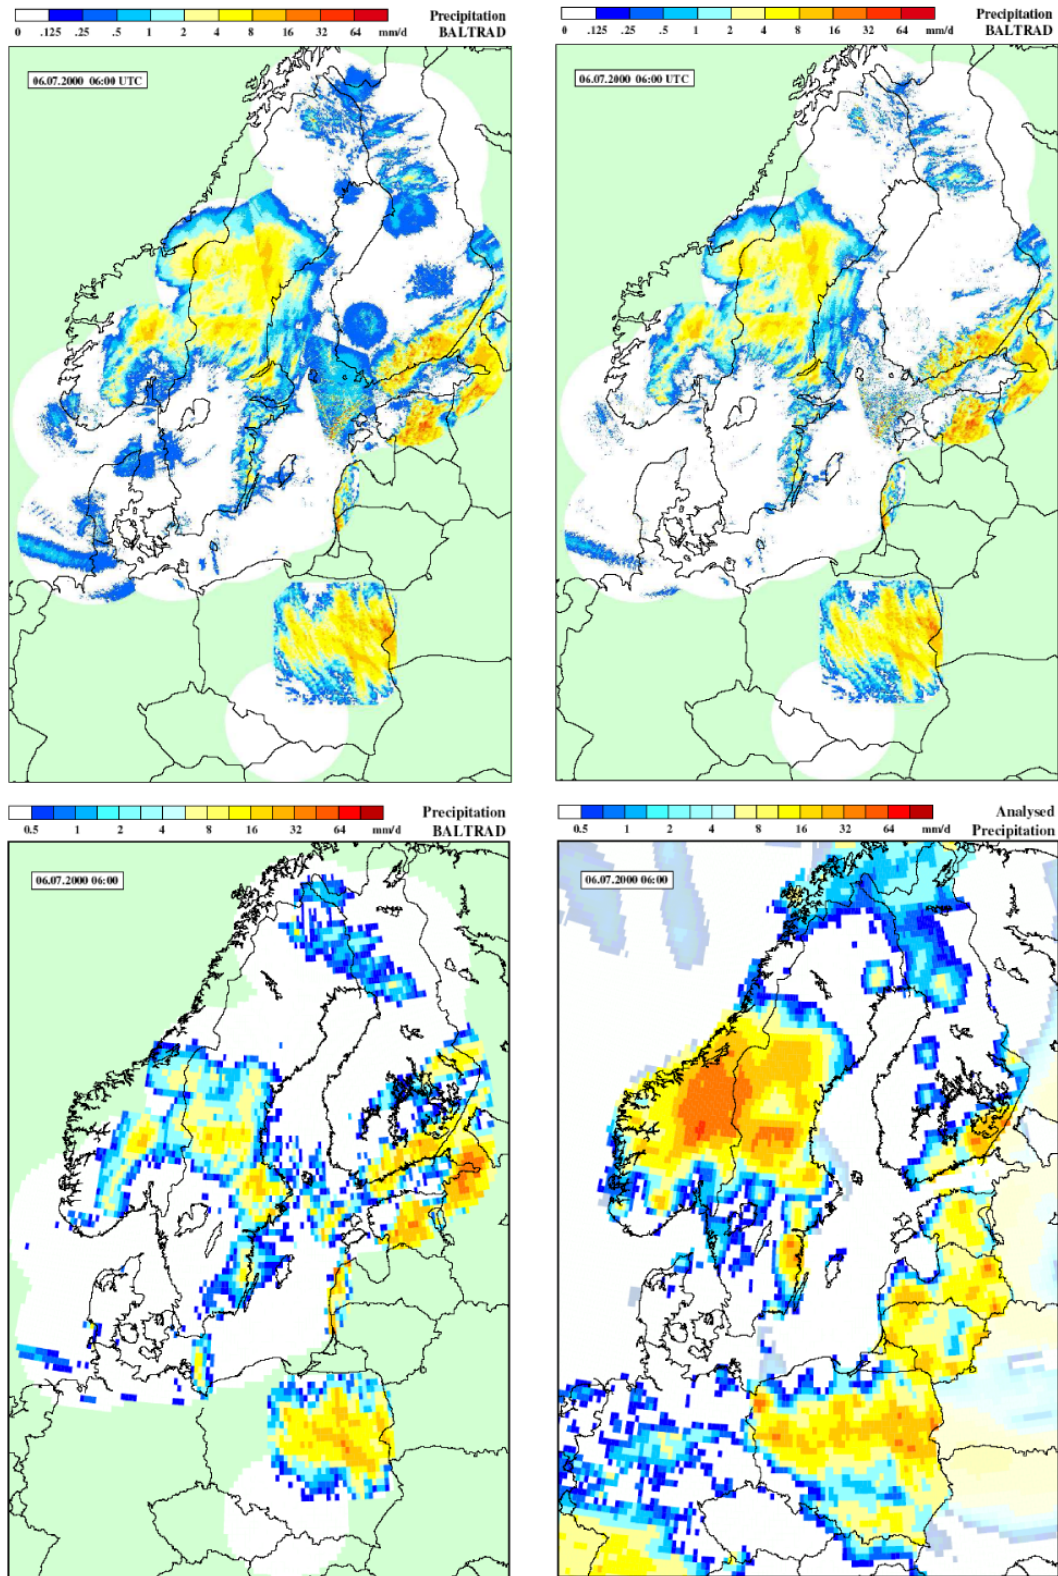 Precipitation
BALTRAD
0 .125 .25 .5 1 2 4 8 16 32 64 mm/d
06.07.2000 06:00 UTC
Precipitation
BALTRAD
0 .125 .25 .5 1 2 4 8 16 32 64 mm/d
06.07.2000 06:00 UTC
Precipitation
BALTRAD
0.5 1 2 4 8 16 32 64 mm/d
06.07.2000 06:00
Analysed
Precipitation
0.5 1 2 4 8 16 32 64 mm/d
06.07.2000 06:00